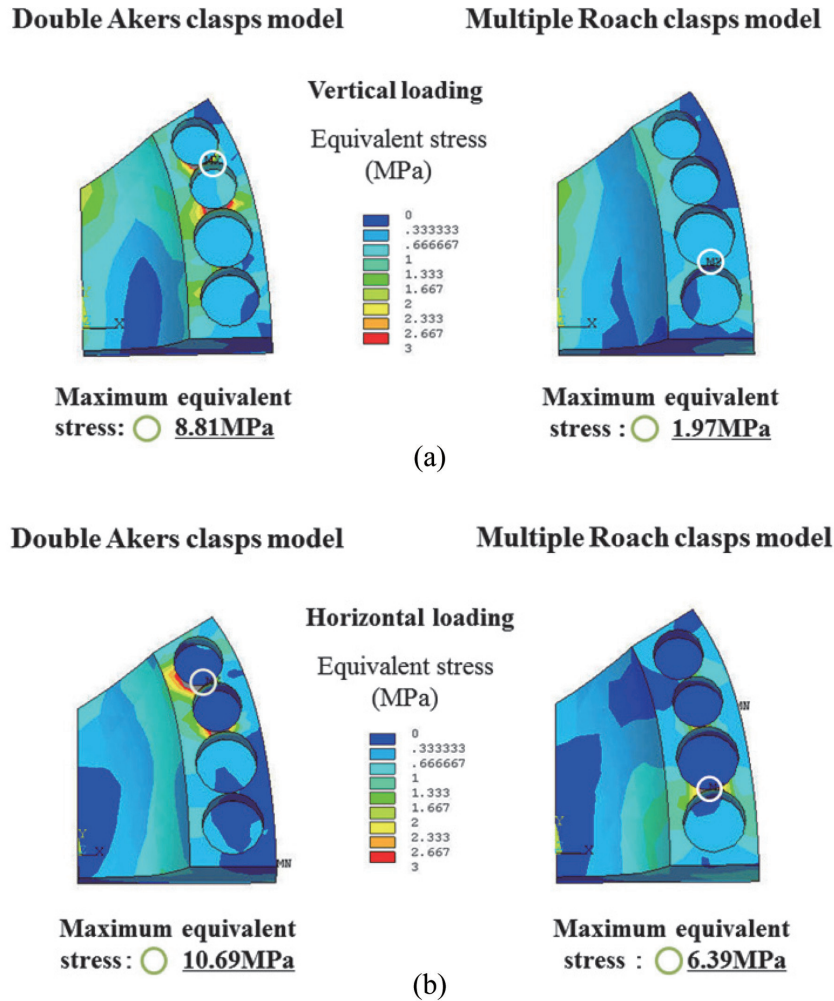 Double Akers clasps model
Multiple Roach clasps model
Vertical loading
Equivalent stress
(MPa)
0
.333333
.666667
1
1.333
1.667
2
2.333
2.667
3
X
X
Maximum equivalent
stress: 8.81MPa
Maximum equivalent
stress : 1.97MPa
(a)
Double Akers clasps model
Multiple Roach clasps model
Horizontal loading
Equivalent stress
(MPa)
0
.333333
.666667
1
1.333
1.667
2
2.333
2.667
3
MN
Y
X
MN
Y
X
Maximum equivalent
stress : 10.69MPa
Maximum equivalent
stress : 6.39MPa
(b)